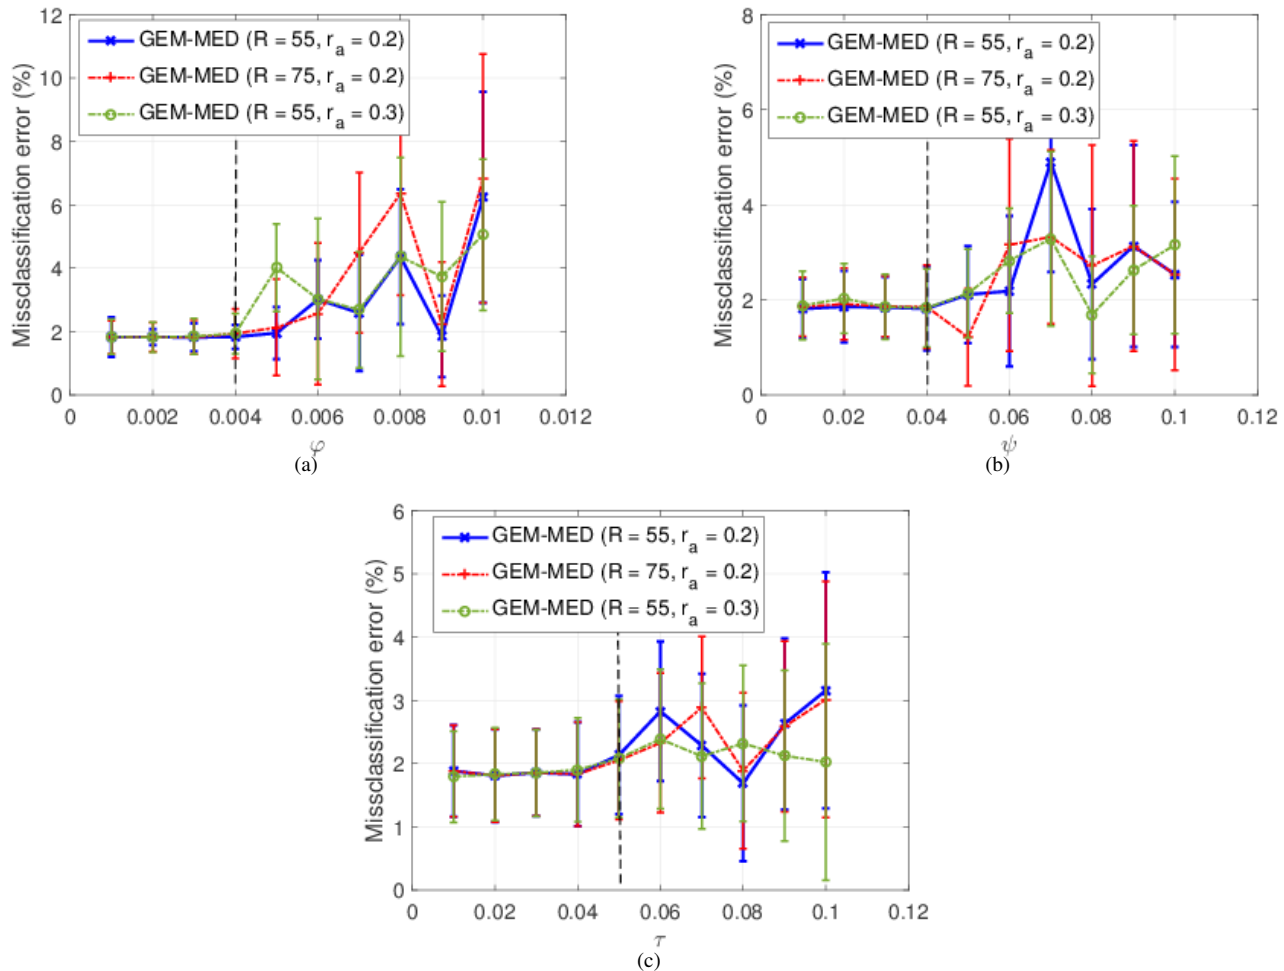 12
10
8
6
4
2
0
Missclassification error (%)
GEM-MED (R = 55, r_a = 0.2)
GEM-MED (R = 75, r_a = 0.2)
GEM-MED (R = 55, r_a = 0.3)
0 0.002 0.004 0.006 0.008 0.01 0.012
φ
(a)
8
6
4
2
0
Missclassification error (%)
GEM-MED (R = 55, r_a = 0.2)
GEM-MED (R = 75, r_a = 0.2)
GEM-MED (R = 55, r_a = 0.3)
0 0.02 0.04 0.06 0.08 0.1 0.12
ψ
(b)
6
5
4
3
2
1
0
Missclassification error (%)
GEM-MED (R = 55, r_a = 0.2)
GEM-MED (R = 75, r_a = 0.2)
GEM-MED (R = 55, r_a = 0.3)
0 0.02 0.04 0.06 0.08 0.1 0.12
τ
(c)